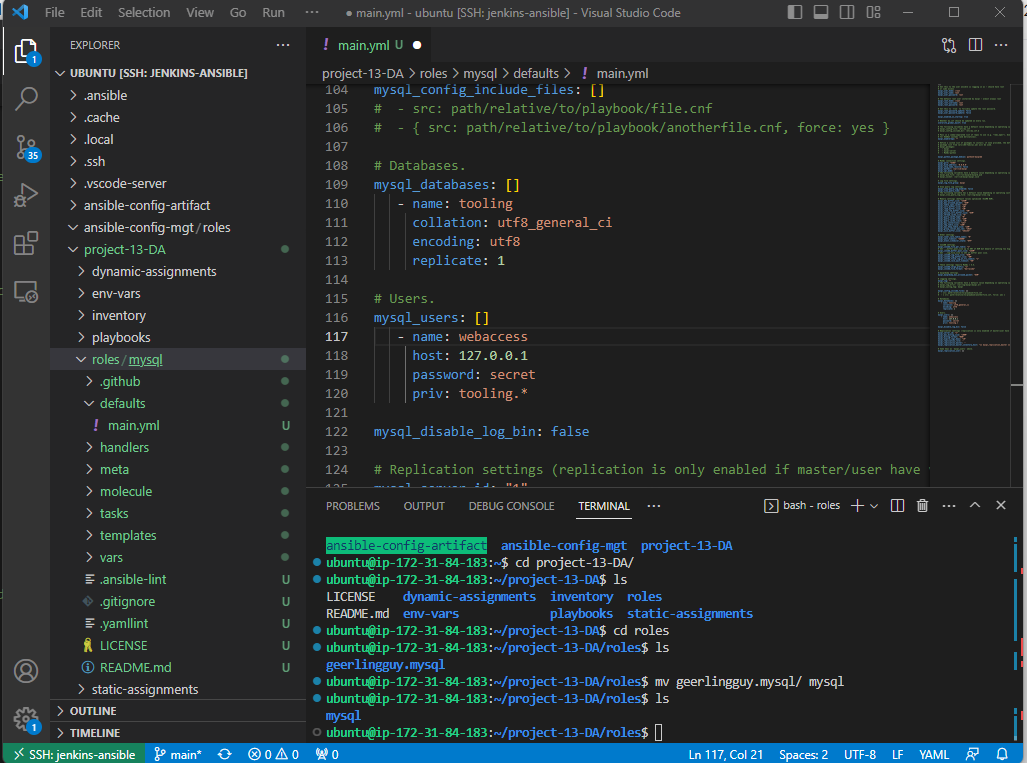 File Edit Selection View Go Run ··· ● main.yml - ubuntu [SSH: jenkins-ansible] - Visual Studio Code
EXPLORER ···
UBUNTU [SSH: JENKINS-ANSIBLE]
.ansible
.cache
.local
.ssh
.vscode-server
ansible-config-artifact
ansible-config-mgt / roles
project-13-DA
dynamic-assignments
env-vars
inventory
playbooks
roles / mysql
.github
defaults
! main.yml U
handlers
meta
molecule
tasks
templates
vars
.ansible-lint U
.gitignore U
.yamllint U
LICENSE U
README.md U
static-assignments
OUTLINE
TIMELINE
1
35
1
! main.yml U ●
project-13-DA > roles > mysql > defaults > ! main.yml
104 mysql_config_include_files: []
105 #  - src: path/relative/to/playbook/file.cnf
106 #  - { src: path/relative/to/playbook/anotherfile.cnf, force: yes }
107
108 # Databases.
109 mysql_databases: []
110    - name: tooling
111      collation: utf8_general_ci
112      encoding: utf8
113      replicate: 1
114
115 # Users.
116 mysql_users: []
117    - name: webaccess
118      host: 127.0.0.1
119      password: secret
120      priv: tooling.*
121
122 mysql_disable_log_bin: false
123
124 # Replication settings (replication is only enabled if master/user have
125 mysql_server_id: "1"
PROBLEMS OUTPUT DEBUG CONSOLE TERMINAL ··· bash - roles
ansible-config-artifact  ansible-config-mgt  project-13-DA
ubuntu@ip-172-31-84-183:~$ cd project-13-DA/
ubuntu@ip-172-31-84-183:~/project-13-DA$ ls
LICENSE    dynamic-assignments  inventory  roles
README.md  env-vars             playbooks  static-assignments
ubuntu@ip-172-31-84-183:~/project-13-DA$ cd roles
ubuntu@ip-172-31-84-183:~/project-13-DA/roles$ ls
geerlingguy.mysql
ubuntu@ip-172-31-84-183:~/project-13-DA/roles$ mv geerlingguy.mysql/ mysql
ubuntu@ip-172-31-84-183:~/project-13-DA/roles$ ls
mysql
ubuntu@ip-172-31-84-183:~/project-13-DA/roles$
SSH: jenkins-ansible main* 0 0 0 Ln 117, Col 21 Spaces: 2 UTF-8 LF YAML